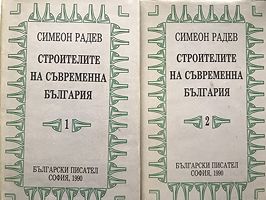 СИМЕОН РАДЕВ
СТРОИТЕЛИТЕ
НА СЪВРЕМЕННА
БЪЛГАРИЯ
1
БЪЛГАРСКИ ПИСАТЕЛ
СОФИЯ, 1990
СИМЕОН РАДЕВ
СТРОИТЕЛИТЕ
НА СЪВРЕМЕННА
БЪЛГАРИЯ
2
БЪЛГАРСКИ ПИСАТЕЛ
СОФИЯ, 1990